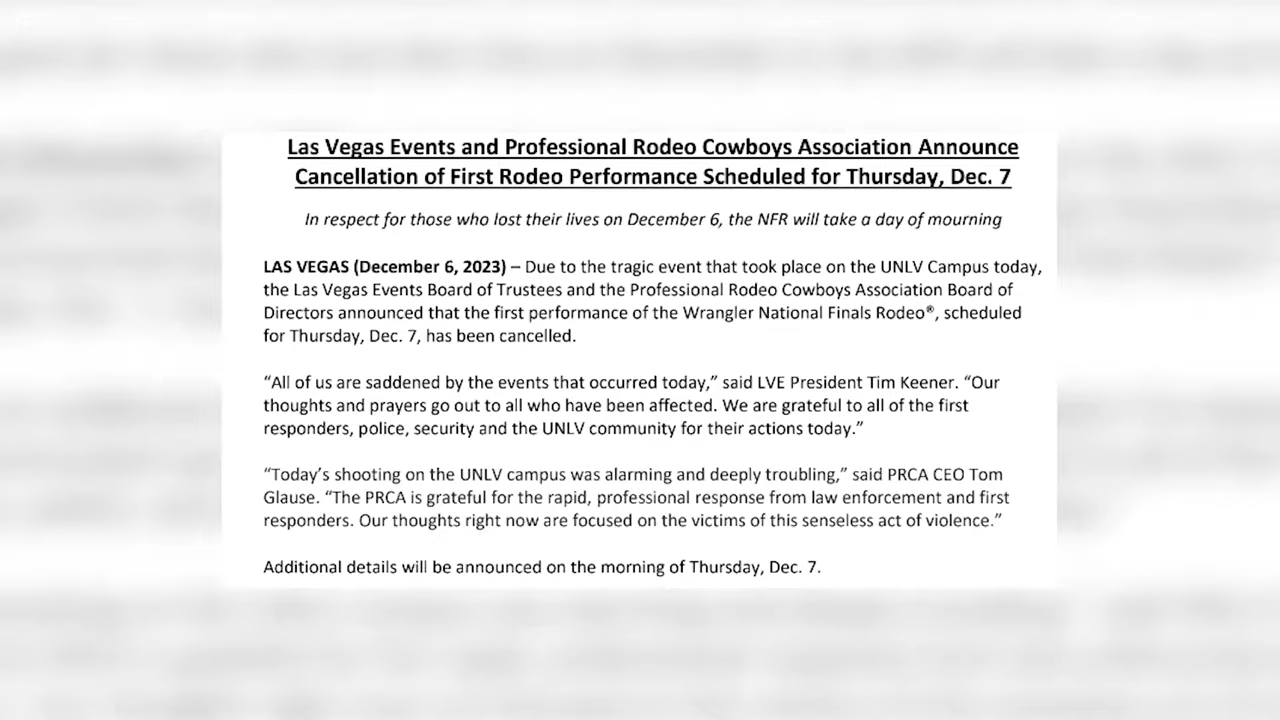 Las Vegas Events and Professional Rodeo Cowboys Association Announce
Cancellation of First Rodeo Performance Scheduled for Thursday, Dec. 7
In respect for those who lost their lives on December 6, the NFR will take a day of mourning
LAS VEGAS (December 6, 2023) – Due to the tragic event that took place on the UNLV Campus today,
the Las Vegas Events Board of Trustees and the Professional Rodeo Cowboys Association Board of
Directors announced that the first performance of the Wrangler National Finals Rodeo®, scheduled
for Thursday, Dec. 7, has been cancelled.
“All of us are saddened by the events that occurred today,” said LVE President Tim Keener. “Our
thoughts and prayers go out to all who have been affected. We are grateful to all of the first
responders, police, security and the UNLV community for their actions today.”
“Today’s shooting on the UNLV campus was alarming and deeply troubling,” said PRCA CEO Tom
Glause. “The PRCA is grateful for the rapid, professional response from law enforcement and first
responders. Our thoughts right now are focused on the victims of this senseless act of violence.”
Additional details will be announced on the morning of Thursday, Dec. 7.